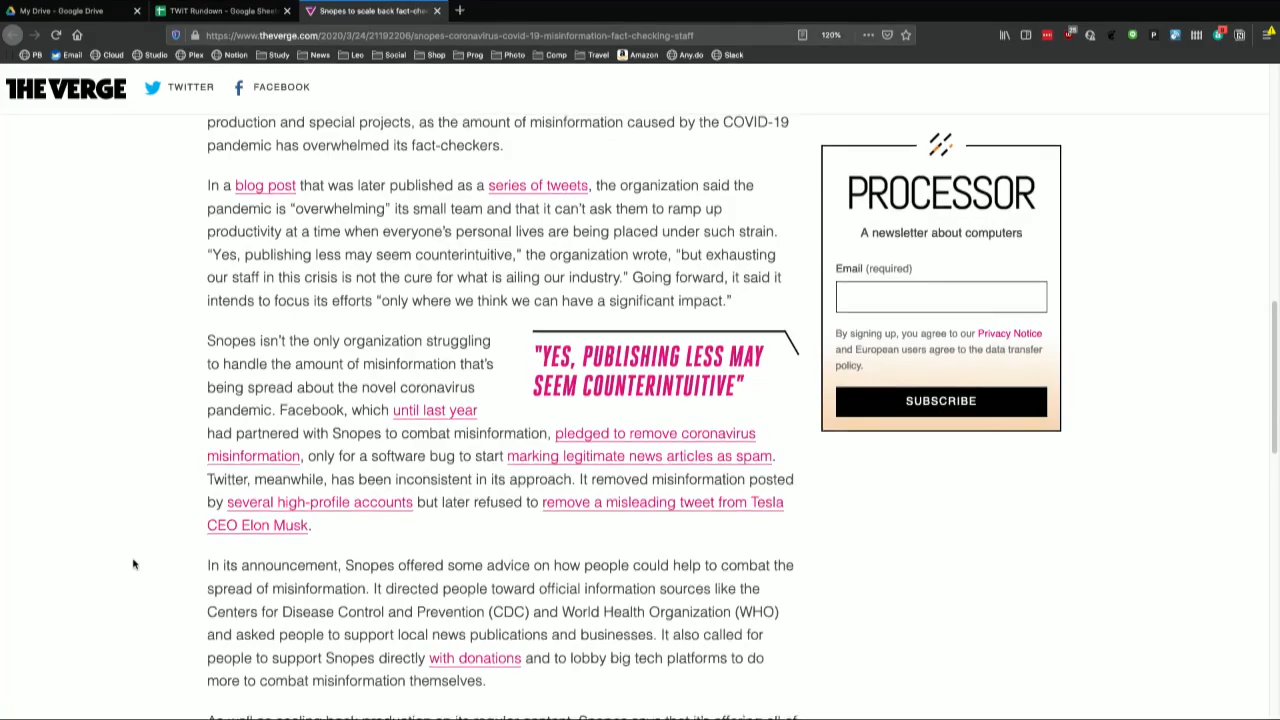 My Drive - Google Drive
TWiT Rundown - Google Sheet
Snopes to scale back fact-che
https://www.theverge.com/2020/3/24/21192206/snopes-coronavirus-covid-19-misinformation-fact-checking-staff
120%
PB Email Cloud Studio Plex Notion Study News Leo Social Shop Prog Photo Comp Travel Amazon Any.do Slack
THE VERGE
TWITTER
FACEBOOK
production and special projects, as the amount of misinformation caused by the COVID-19
pandemic has overwhelmed its fact-checkers.
In a blog post that was later published as a series of tweets, the organization said the
pandemic is “overwhelming” its small team and that it can’t ask them to ramp up
productivity at a time when everyone’s personal lives are being placed under such strain.
“Yes, publishing less may seem counterintuitive,” the organization wrote, “but exhausting
our staff in this crisis is not the cure for what is ailing our industry.” Going forward, it said it
intends to focus its efforts “only where we think we can have a significant impact.”
Snopes isn’t the only organization struggling
to handle the amount of misinformation that’s
being spread about the novel coronavirus
pandemic. Facebook, which until last year
had partnered with Snopes to combat misinformation, pledged to remove coronavirus
misinformation, only for a software bug to start marking legitimate news articles as spam.
Twitter, meanwhile, has been inconsistent in its approach. It removed misinformation posted
by several high-profile accounts but later refused to remove a misleading tweet from Tesla
CEO Elon Musk.
"YES, PUBLISHING LESS MAY
SEEM COUNTERINTUITIVE"
In its announcement, Snopes offered some advice on how people could help to combat the
spread of misinformation. It directed people toward official information sources like the
Centers for Disease Control and Prevention (CDC) and World Health Organization (WHO)
and asked people to support local news publications and businesses. It also called for
people to support Snopes directly with donations and to lobby big tech platforms to do
more to combat misinformation themselves.
PROCESSOR
A newsletter about computers
Email (required)
By signing up, you agree to our Privacy Notice
and European users agree to the data transfer
policy.
SUBSCRIBE